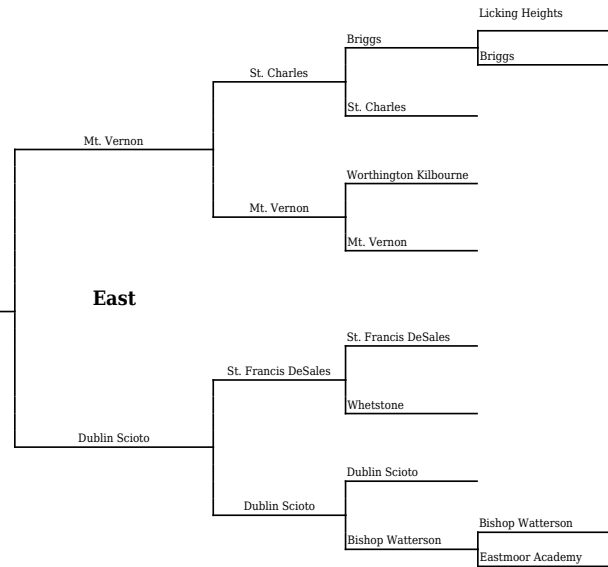 Licking Heights
Briggs
Briggs
St. Charles
St. Charles
Mt. Vernon
Worthington Kilbourne
Mt. Vernon
Mt. Vernon
East
St. Francis DeSales
St. Francis DeSales
Whetstone
Dublin Scioto
Dublin Scioto
Dublin Scioto
Bishop Watterson
Bishop Watterson
Eastmoor Academy